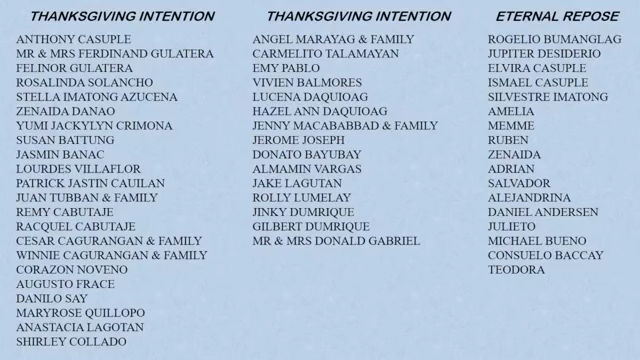 THANKSGIVING INTENTION
ANTHONY CASUPLE
MR & MRS FERDINAND GULATERA
FELINOR GULATERA
ROSALINDA SOLANCHO
STELLA IMATONG AZUCENA
ZENAIDA DANAO
YUMI JACKYLYN CRIMONA
SUSAN BATTUNG
JASMIN BANAC
LOURDES VILLAFLOR
PATRICK JASTIN CAUILAN
JUAN TUBBAN & FAMILY
REMY CABUTAJE
RACQUEL CABUTAJE
CESAR CAGURANGAN & FAMILY
WINNIE CAGURANGAN & FAMILY
CORAZON NOVENO
AUGUSTO FRACE
DANILO SAY
MARYROSE QUILLOPO
ANASTACIA LAGOTAN
SHIRLEY COLLADO
THANKSGIVING INTENTION
ANGEL MARAYAG & FAMILY
CARMELITO TALAMAYAN
EMY PABLO
VIVIEN BALMORES
LUCENA DAQUIOAG
HAZEL ANN DAQUIOAG
JENNY MACABABBAD & FAMILY
JEROME JOSEPH
DONATO BAYUBAY
ALMAMIN VARGAS
JAKE LAGUTAN
ROLLY LUMELAY
JINKY DUMRIQUE
GILBERT DUMRIQUE
MR & MRS DONALD GABRIEL
ETERNAL REPOSE
ROGELIO BUMANGLAG
JUPITER DESIDERIO
ELVIRA CASUPLE
ISMAEL CASUPLE
SILVESTRE IMATONG
AMELIA
MEMME
RUBEN
ZENAIDA
ADRIAN
SALVADOR
ALEJANDRINA
DANIEL ANDERSEN
JULIETO
MICHAEL BUENO
CONSUELO BACCAY
TEODORA